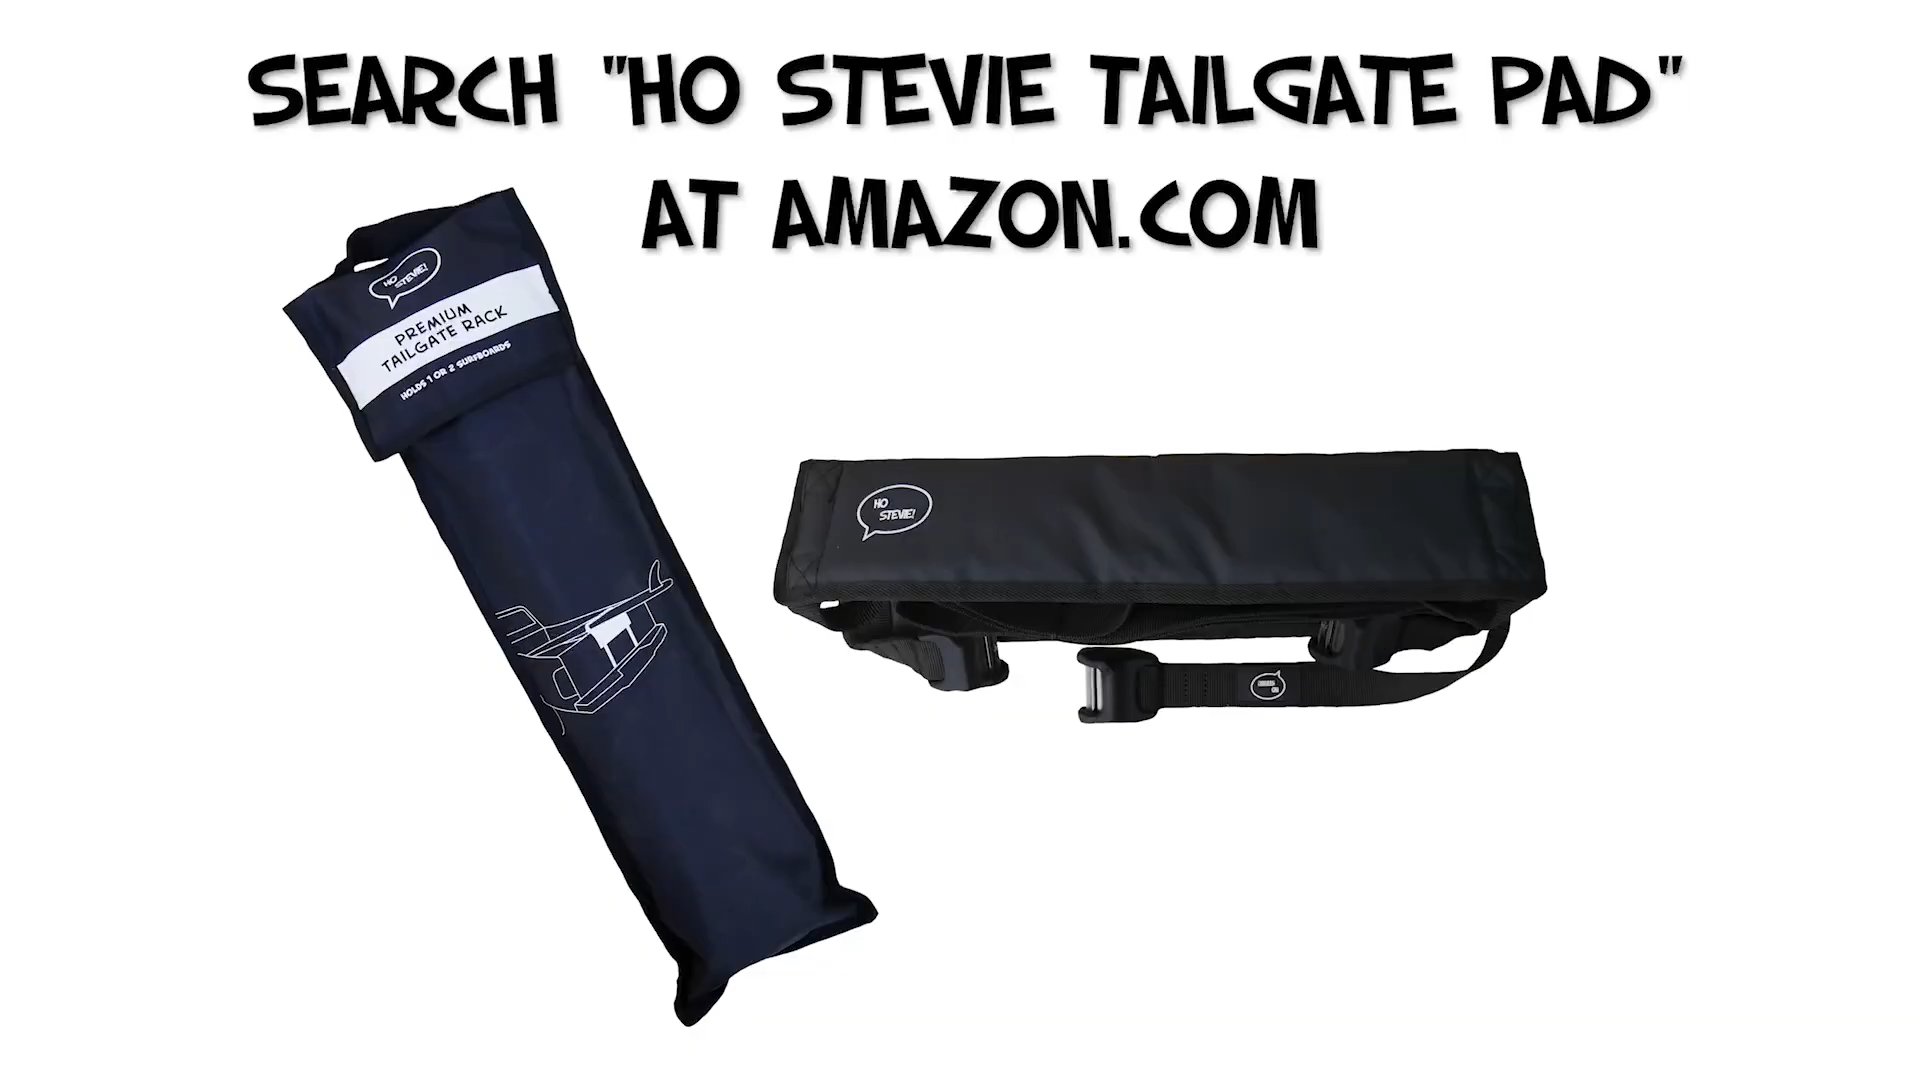 SEARCH "HO STEVIE TAILGATE PAD"
AT AMAZON.COM
HO
STEVIE!
PREMIUM
TAILGATE RACK
HOLDS 1 OR 2 SURFBOARDS
HO
STEVIE!